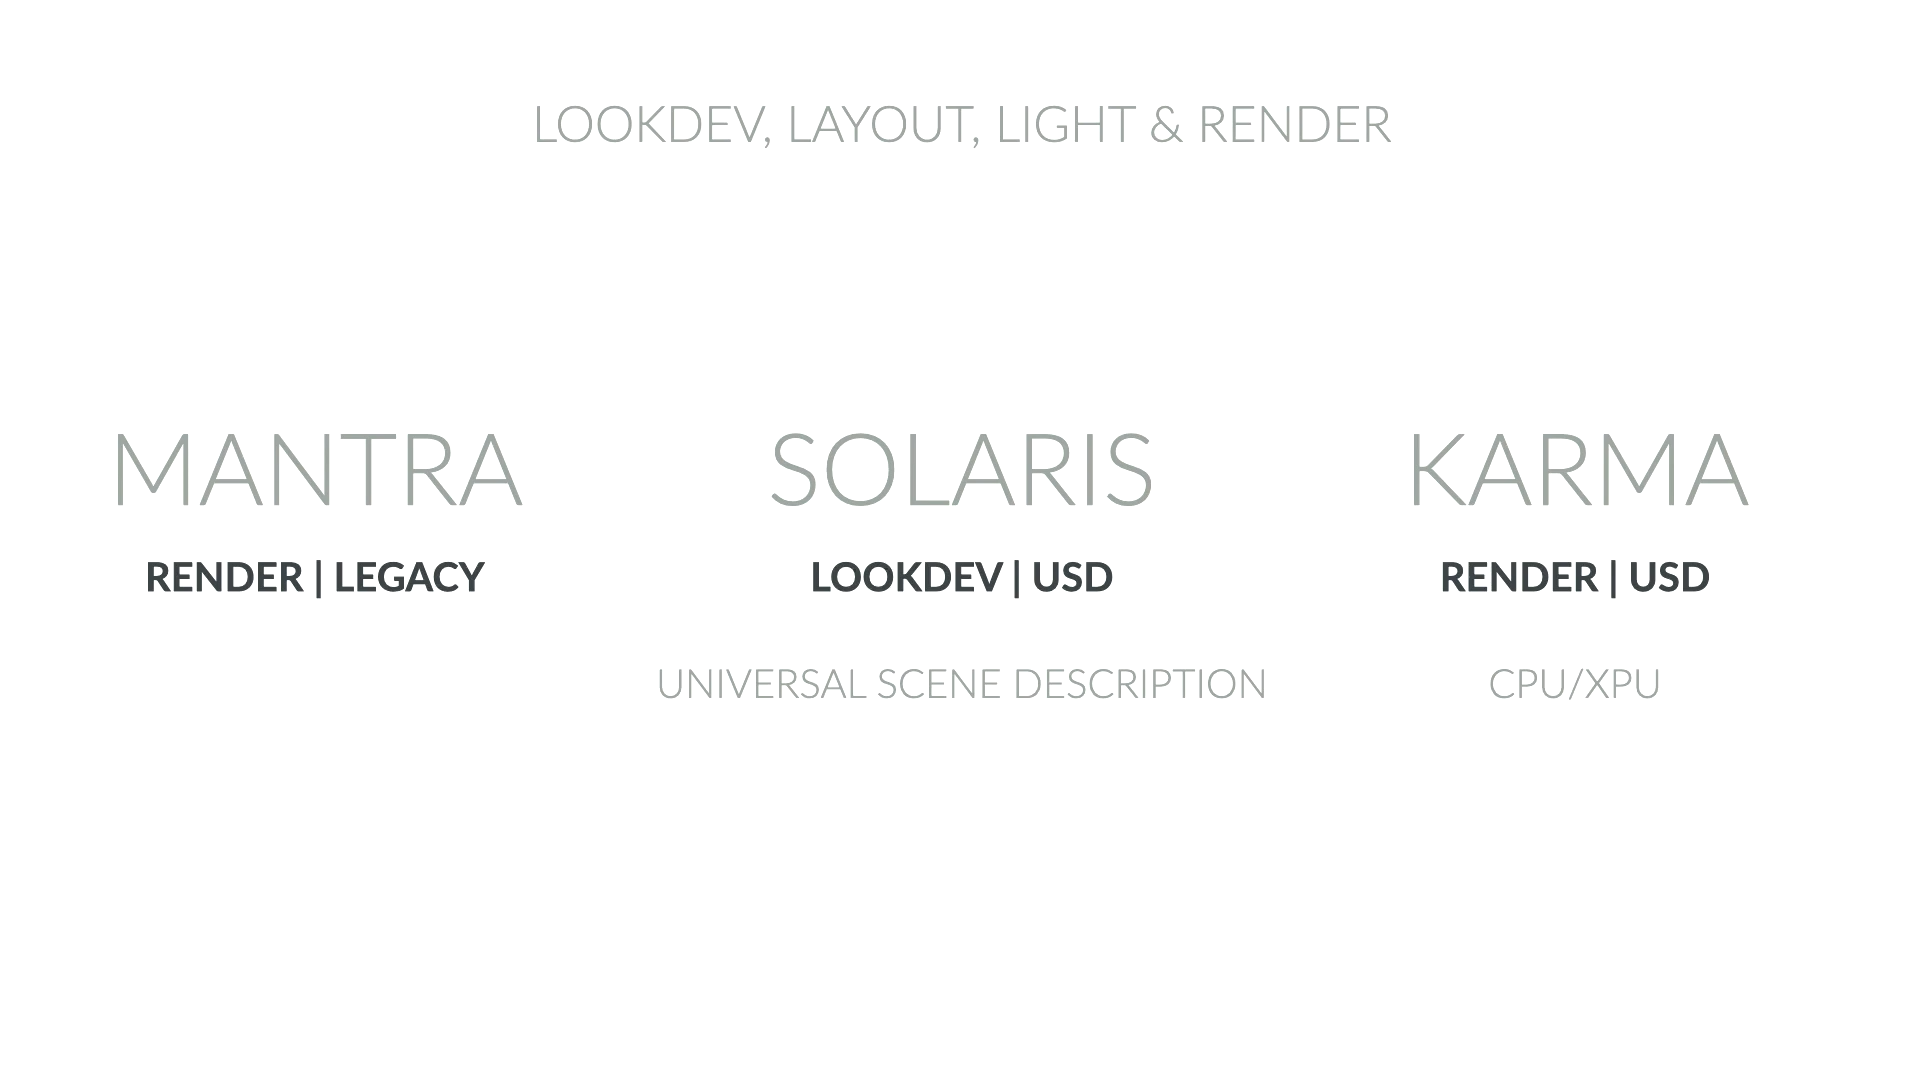 LOOKDEV, LAYOUT, LIGHT & RENDER
MANTRA
RENDER | LEGACY
SOLARIS
LOOKDEV | USD
UNIVERSAL SCENE DESCRIPTION
KARMA
RENDER | USD
CPU/XPU